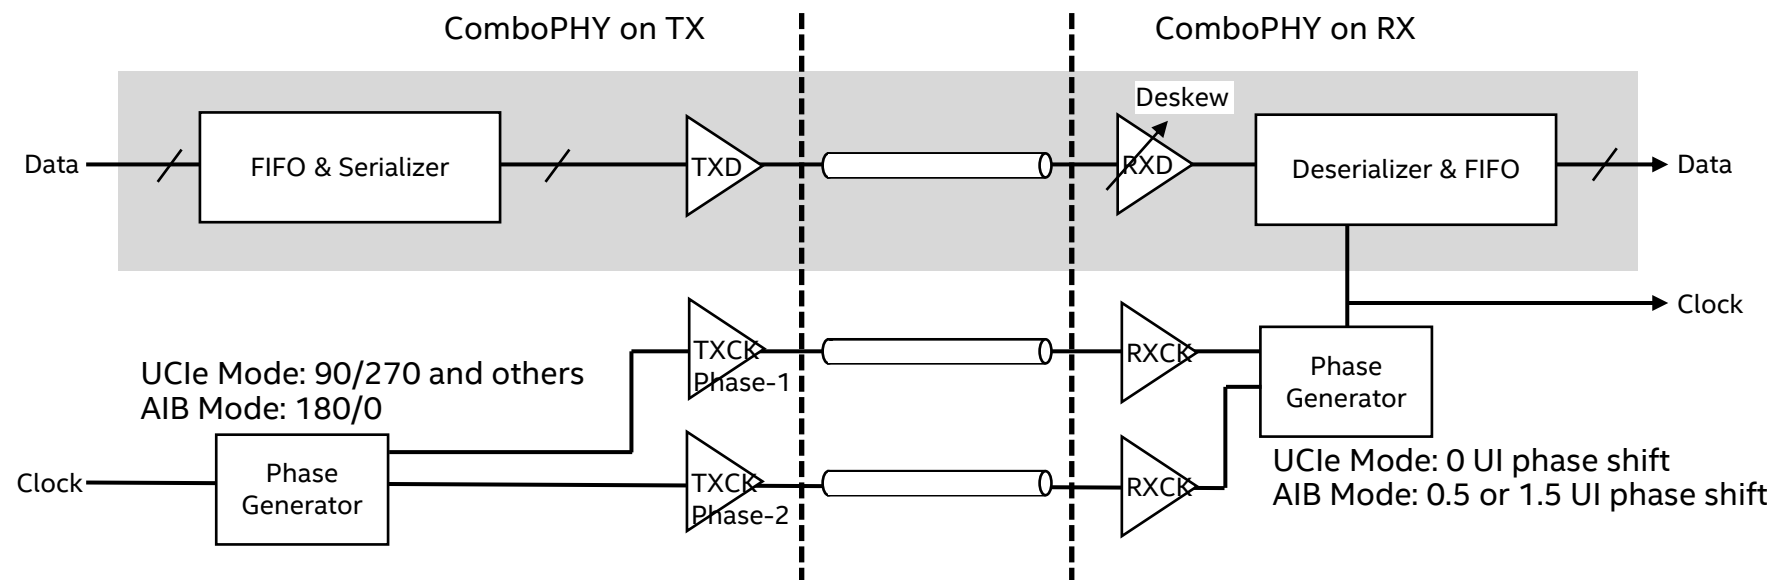 ComboPHY on TX
ComboPHY on RX
Deskew
Data
FIFO & Serializer
TXD
RXD
Deserializer & FIFO
Data
Clock
TXCK
Phase-1
RXCK
Phase
Generator
UCIe Mode: 90/270 and others
AIB Mode: 180/0
Clock
Phase
Generator
TXCK
Phase-2
RXCK
UCIe Mode: 0 UI phase shift
AIB Mode: 0.5 or 1.5 UI phase shift